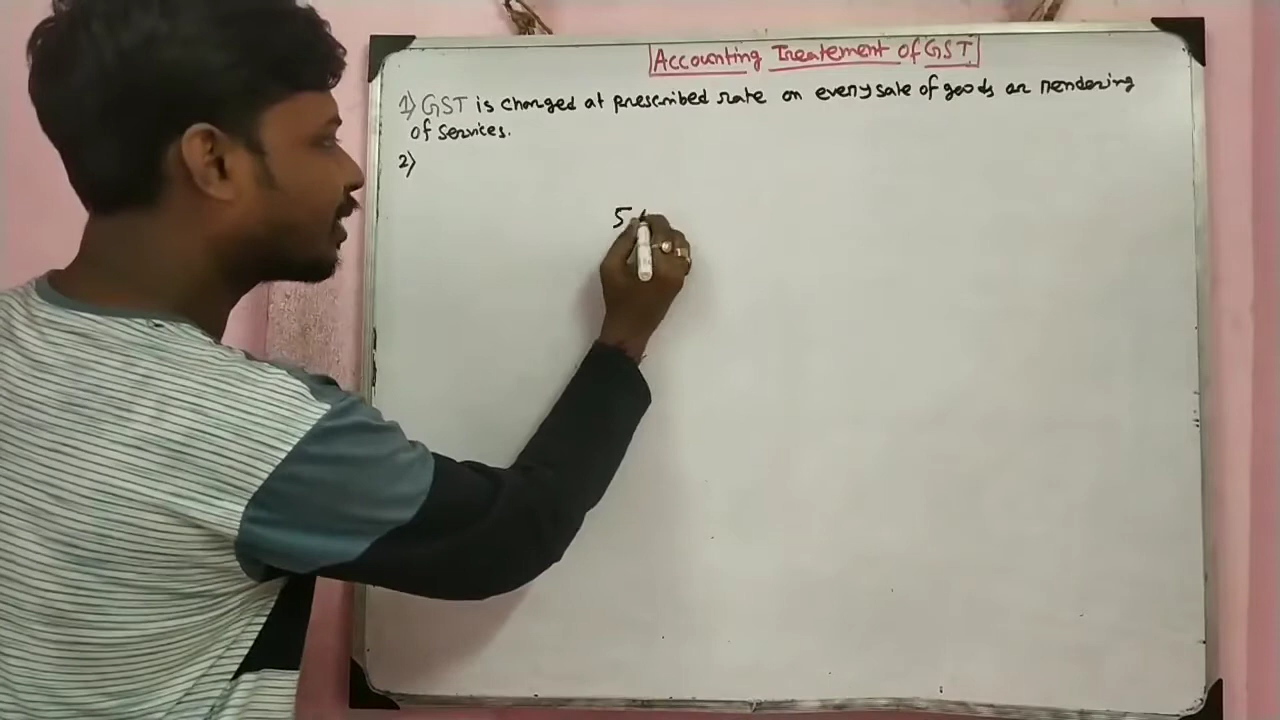 Accounting Treatement of GST
1) GST is charged at prescribed rate on every sale of goods or rendering
of services.
2)
5